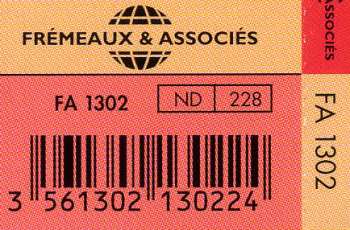 FRÉMEAUX & ASSOCIÉS
FA 1302 ND 228
3 561302 130224
ASSOCIÉS
FA 1302